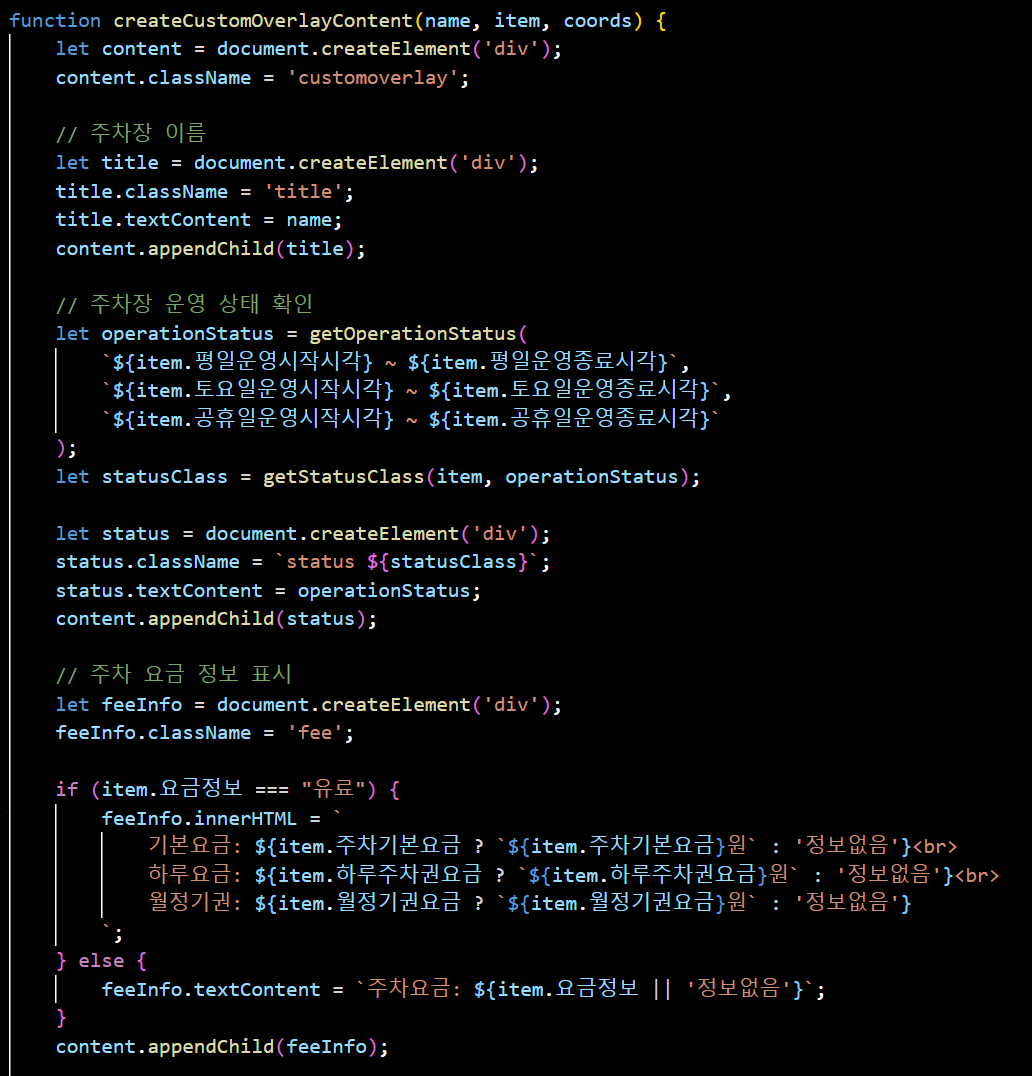 function createCustomOverlayContent(name, item, coords) {
    let content = document.createElement('div');
    content.className = 'customoverlay';

    // 주차장 이름
    let title = document.createElement('div');
    title.className = 'title';
    title.textContent = name;
    content.appendChild(title);

    // 주차장 운영 상태 확인
    let operationStatus = getOperationStatus(
        `${item.평일운영시작시각} ~ ${item.평일운영종료시각}`,
        `${item.토요일운영시작시각} ~ ${item.토요일운영종료시각}`,
        `${item.공휴일운영시작시각} ~ ${item.공휴일운영종료시각}`
    );
    let statusClass = getStatusClass(item, operationStatus);

    let status = document.createElement('div');
    status.className = `status ${statusClass}`;
    status.textContent = operationStatus;
    content.appendChild(status);

    // 주차 요금 정보 표시
    let feeInfo = document.createElement('div');
    feeInfo.className = 'fee';

    if (item.요금정보 === "유료") {
        feeInfo.innerHTML = `
            기본요금: ${item.주차기본요금 ? `${item.주차기본요금}원` : '정보없음'}<br>
            하루요금: ${item.하루주차권요금 ? `${item.하루주차권요금}원` : '정보없음'}<br>
            월정기권: ${item.월정기권요금 ? `${item.월정기권요금}원` : '정보없음'}
        `;
    } else {
        feeInfo.textContent = `주차요금: ${item.요금정보 || '정보없음'}`;
    }
    content.appendChild(feeInfo);